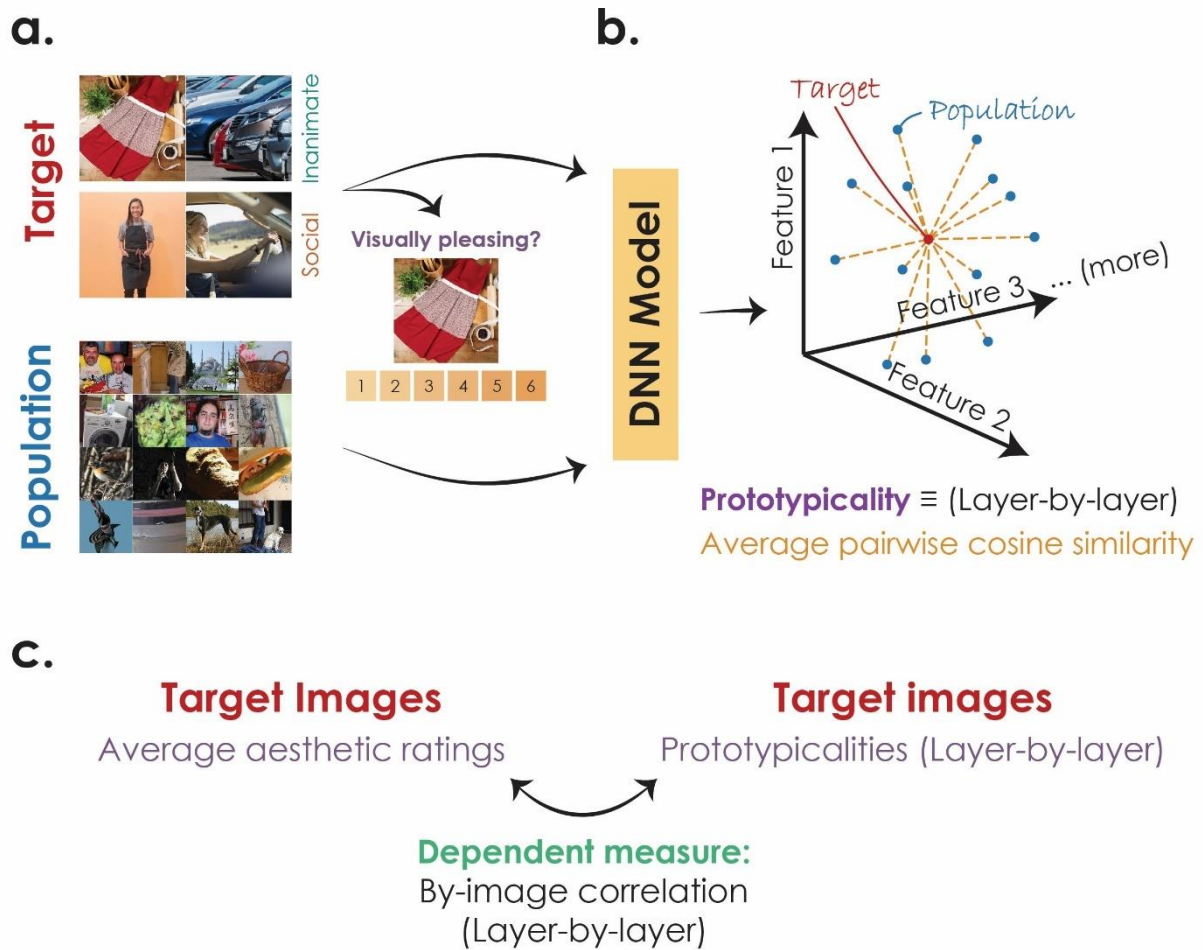 a.
Target
Inanimate
Social
Population
Visually pleasing?
1 2 3 4 5 6
b.
DNN Model
Target
Population
Feature 1
Feature 3 ... (more)
Feature 2
Prototypicality ≡ (Layer-by-layer)
Average pairwise cosine similarity
c.
Target Images
Average aesthetic ratings
Target images
Prototypicalities (Layer-by-layer)
Dependent measure:
By-image correlation
(Layer-by-layer)